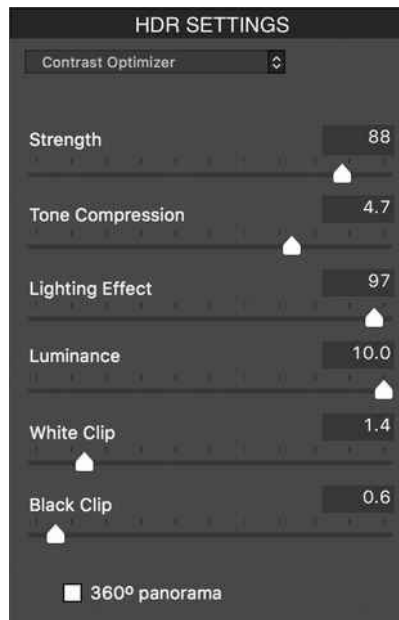 HDR SETTINGS
Contrast Optimizer
Strength 88
Tone Compression 4.7
Lighting Effect 97
Luminance 10.0
White Clip 1.4
Black Clip 0.6
360º panorama